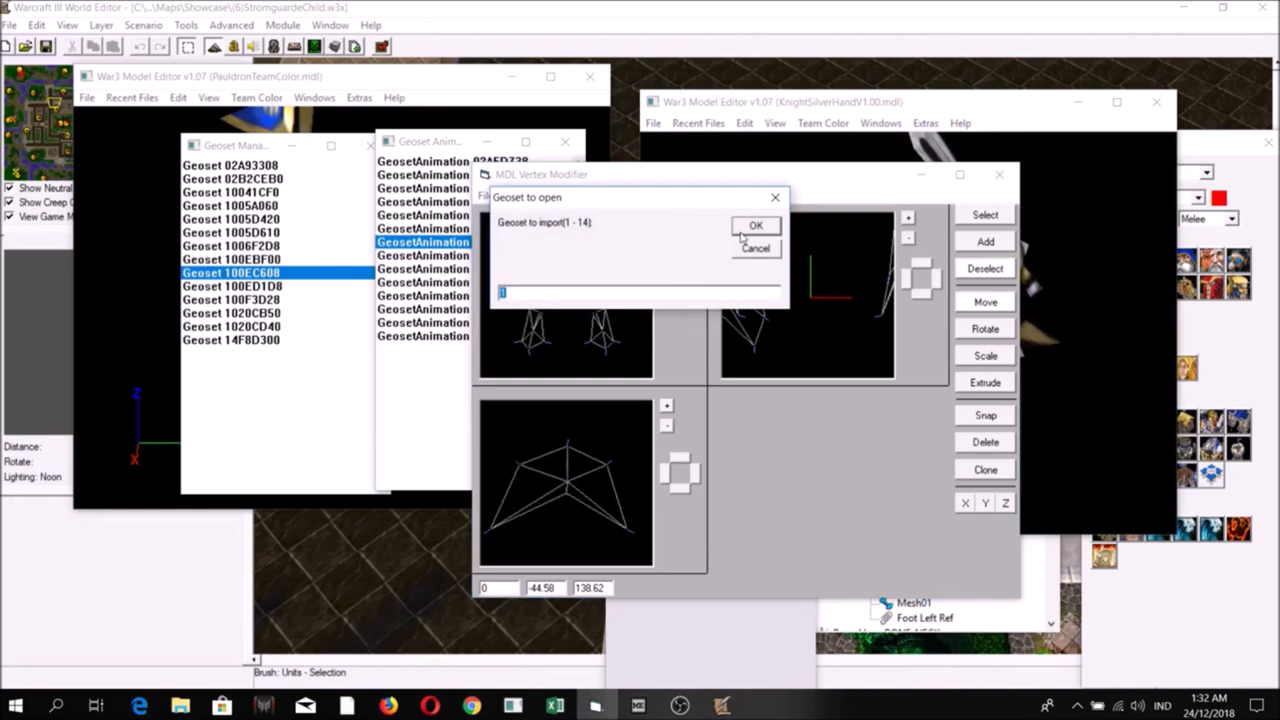 Warcraft III World Editor - [C:\...\Maps\Showcase\(6)StromguardeChild.w3x]
File Edit View Layer Scenario Tools Advanced Module Window Help
War3 Model Editor v1.07 (PauldronTeamColor.mdl)
File Recent Files Edit View Team Color Windows Extras Help
War3 Model Editor v1.07 (KnightSilverHandV1.00.mdl)
File Recent Files Edit View Team Color Windows Extras Help
Geoset Mana...
Geoset 02A93308
Geoset 02B2CEB0
Geoset 10041CF0
Geoset 1005A060
Geoset 1005D420
Geoset 1005D610
Geoset 1006F2D8
Geoset 100EBF00
Geoset 100EC608
Geoset 100ED1D8
Geoset 100F3D28
Geoset 1020CB50
Geoset 1020CD40
Geoset 14F8D300
Geoset Anim...
GeosetAnimation 02AED738
GeosetAnimation
GeosetAnimation
GeosetAnimation
GeosetAnimation
GeosetAnimation
GeosetAnimation
GeosetAnimation
GeosetAnimation
GeosetAnimation
GeosetAnimation
GeosetAnimation
GeosetAnimation
GeosetAnimation
MDL Vertex Modifier
Geoset to open
Geoset to import(1 - 14):
OK
Cancel
1
+
-
+
-
Select
Add
Deselect
Move
Rotate
Scale
Extrude
Snap
Delete
Clone
X Y Z
0 -44.58 138.62
Show Neutral
Show Creep C
View Game M
Distance:
Rotate:
Lighting: Noon
Z
X
Melee
Mesh01
Foot Left Ref
Brush: Units - Selection
IND
1:32 AM
24/12/2018